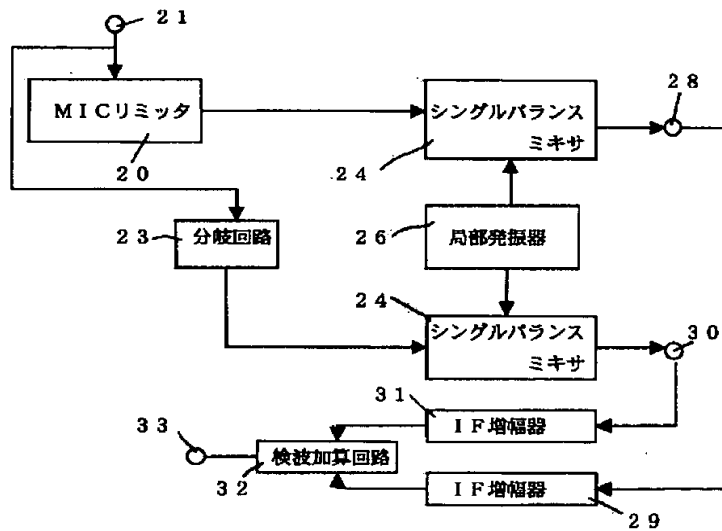 ２１
ＭＩＣリミッタ
２０
シングルバランス
ミキサ
２４
２８
２３
分岐回路
２６
局部発振器
２４
シングルバランス
ミキサ
３０
３１
ＩＦ増幅器
３３
検波加算回路
３２
ＩＦ増幅器
２９